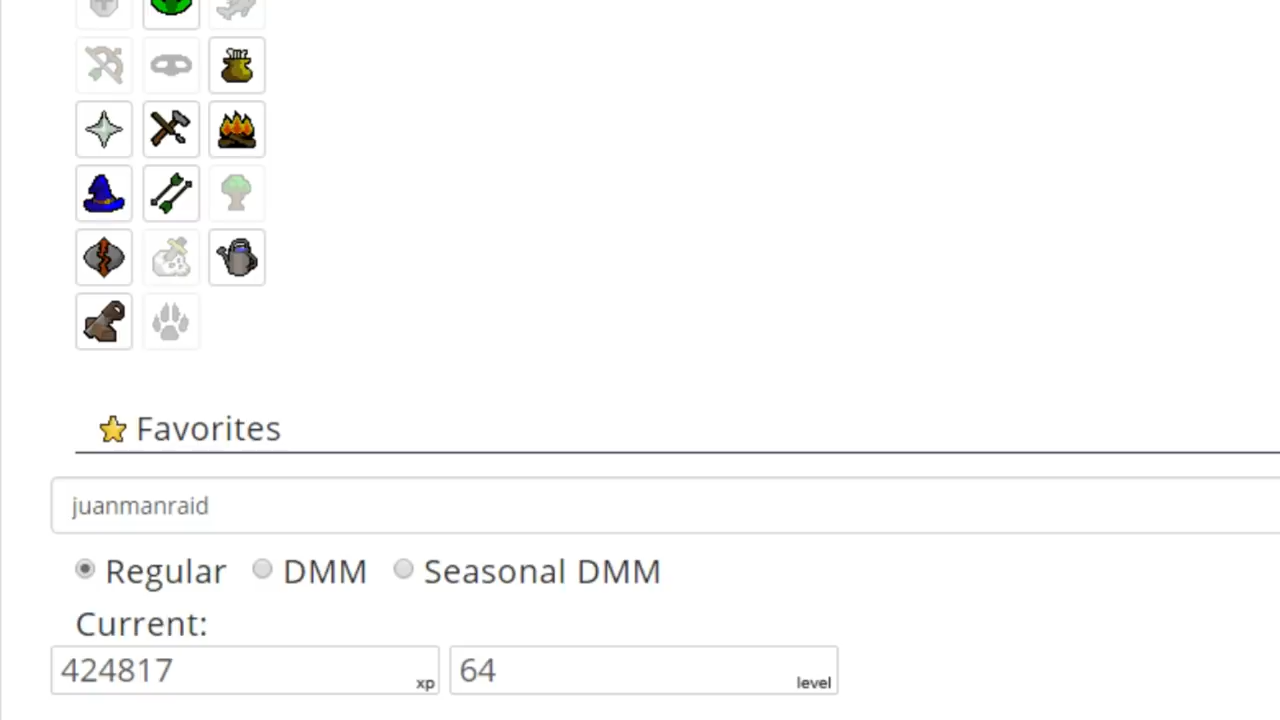 Favorites
juanmanraid
Regular DMM Seasonal DMM
Current:
424817 xp 64 level